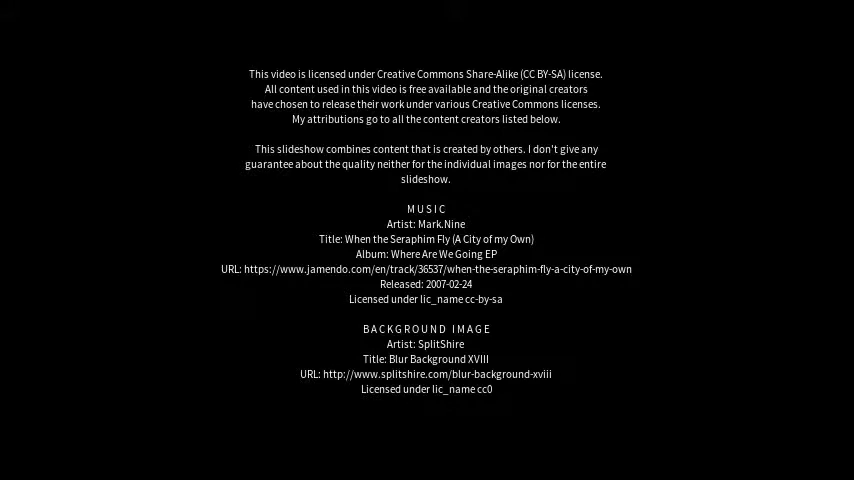 This video is licensed under Creative Commons Share-Alike (CC BY-SA) license.
All content used in this video is free available and the original creators
have chosen to release their work under various Creative Commons licenses.
My attributions go to all the content creators listed below.
This slideshow combines content that is created by others. I don't give any
guarantee about the quality neither for the individual images nor for the entire
slideshow.
M U S I C
Artist: Mark.Nine
Title: When the Seraphim Fly (A City of my Own)
Album: Where Are We Going EP
URL: https://www.jamendo.com/en/track/36537/when-the-seraphim-fly-a-city-of-my-own
Released: 2007-02-24
Licensed under lic_name cc-by-sa
B A C K G R O U N D   I M A G E
Artist: SplitShire
Title: Blur Background XVIII
URL: http://www.splitshire.com/blur-background-xviii
Licensed under lic_name cc0